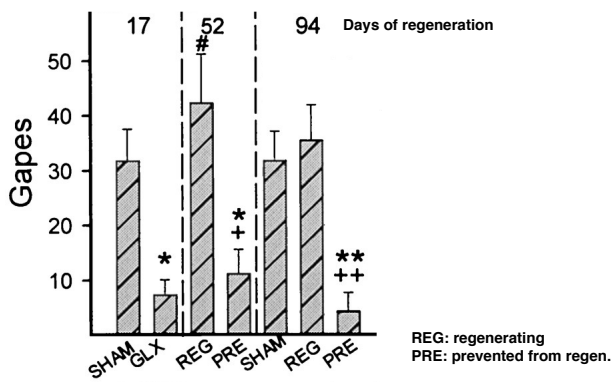 17 52 94 Days of regeneration
#
50
40
30
20
10
Gapes
*
*
+
**
++
SHAM GLX REG PRE SHAM REG PRE
REG: regenerating
PRE: prevented from regen.